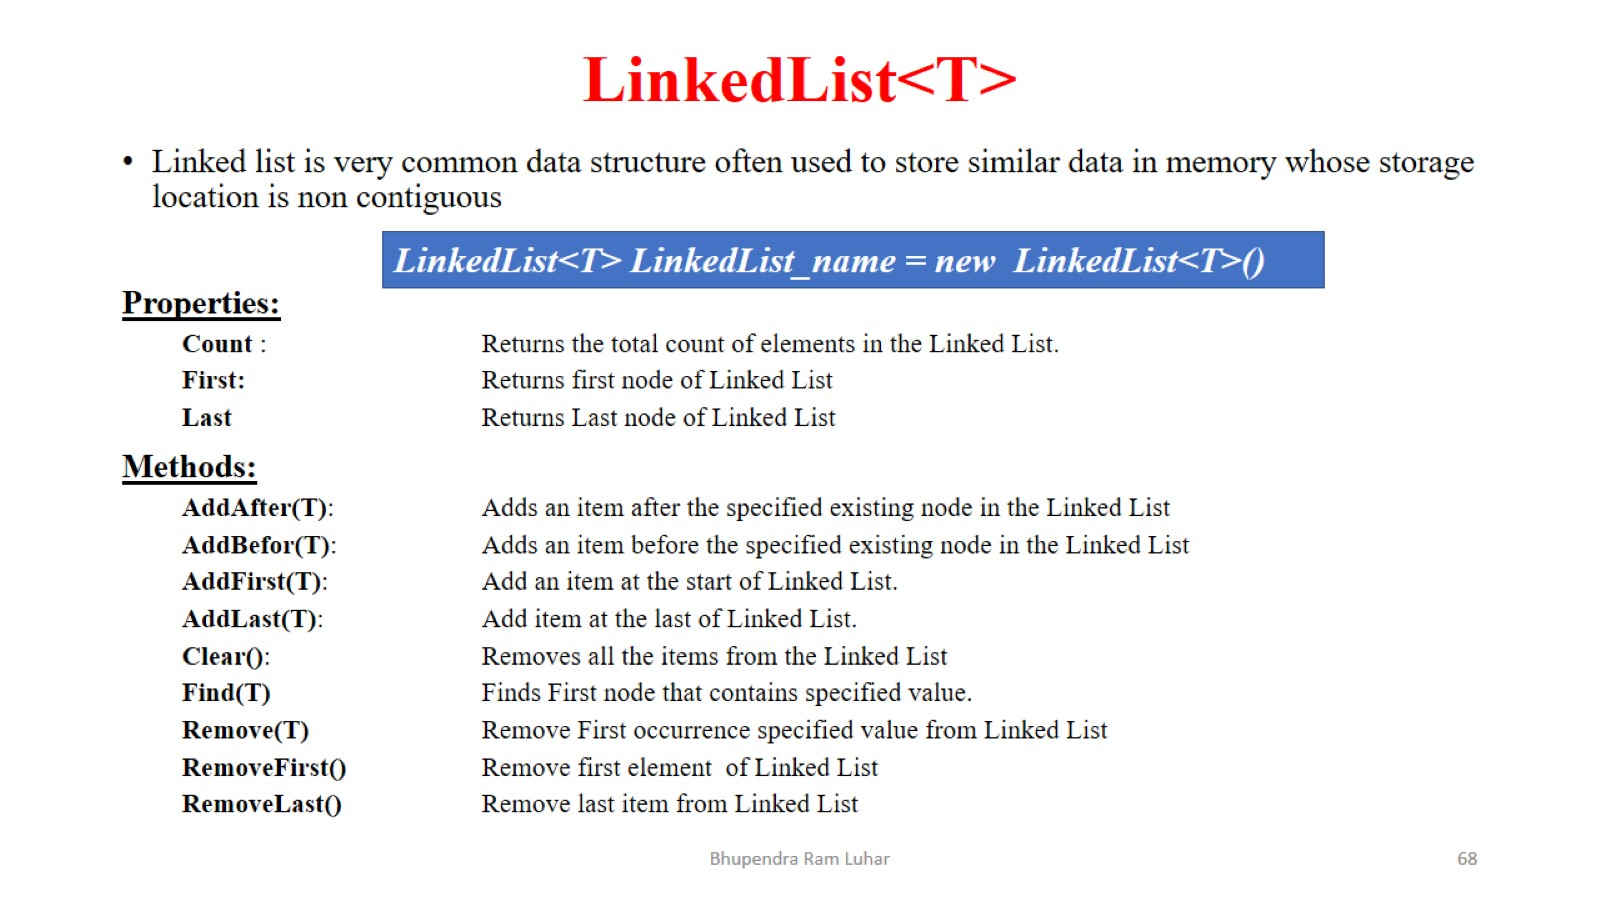 LinkedList<T>
• Linked list is very common data structure often used to store similar data in memory whose storage
location is non contiguous
LinkedList<T> LinkedList_name = new LinkedList<T>()
Properties:
Count : Returns the total count of elements in the Linked List.
First: Returns first node of Linked List
Last Returns Last node of Linked List
Methods:
AddAfter(T): Adds an item after the specified existing node in the Linked List
AddBefor(T): Adds an item before the specified existing node in the Linked List
AddFirst(T): Add an item at the start of Linked List.
AddLast(T): Add item at the last of Linked List.
Clear(): Removes all the items from the Linked List
Find(T) Finds First node that contains specified value.
Remove(T) Remove First occurrence specified value from Linked List
RemoveFirst() Remove first element of Linked List
RemoveLast() Remove last item from Linked List
Bhupendra Ram Luhar 68